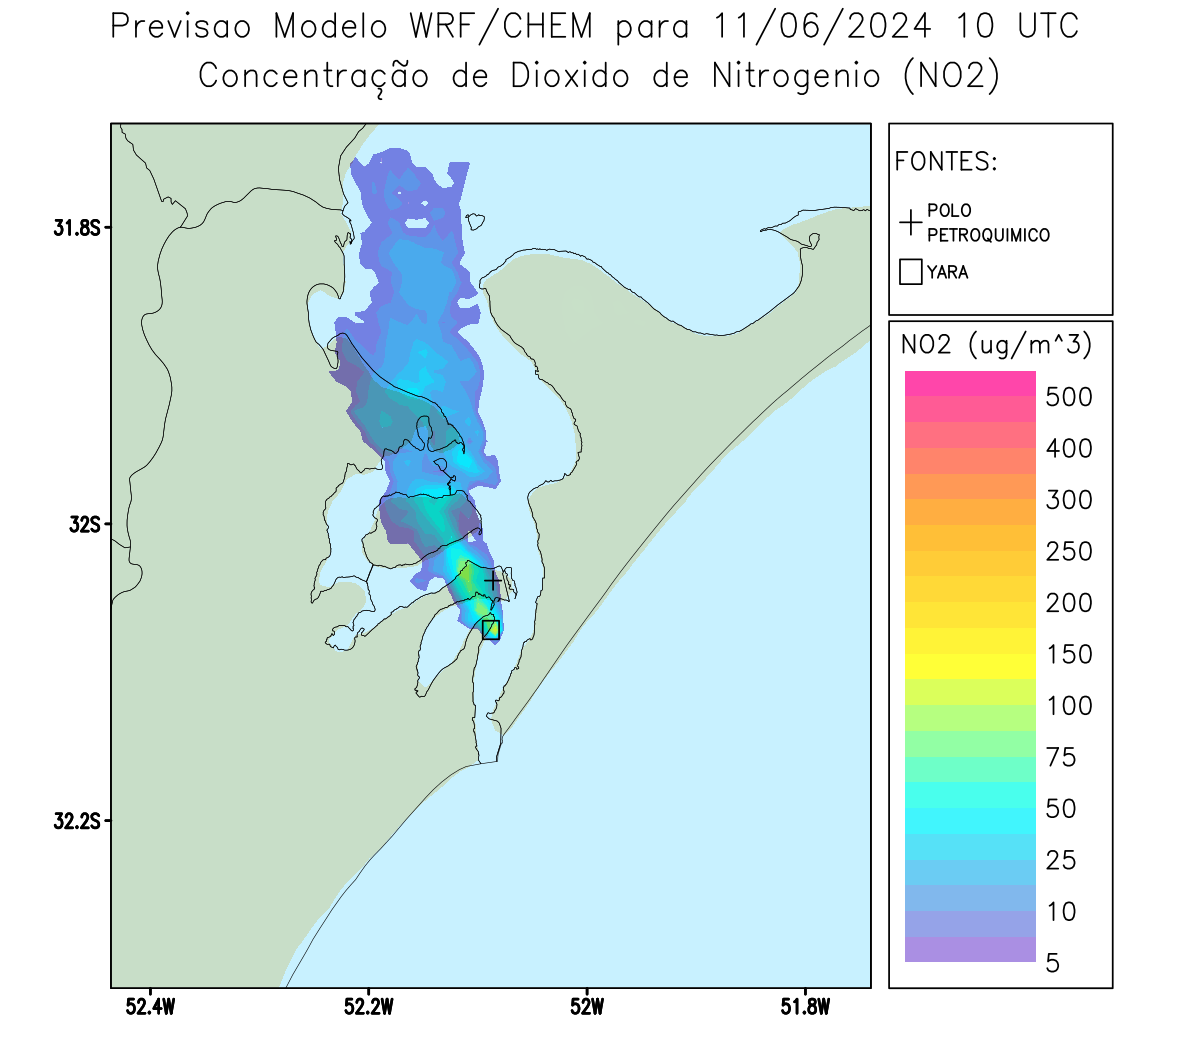 Previsao Modelo WRF/CHEM para 11/06/2024 10 UTC
Concentração de Dioxido de Nitrogenio (NO2)
FONTES:
POLO
PETROQUIMICO
YARA
NO2 (ug/m^3)
500
400
300
250
200
150
100
75
50
25
10
5
31.8S
32S
32.2S
52.4W
52.2W
52W
51.8W